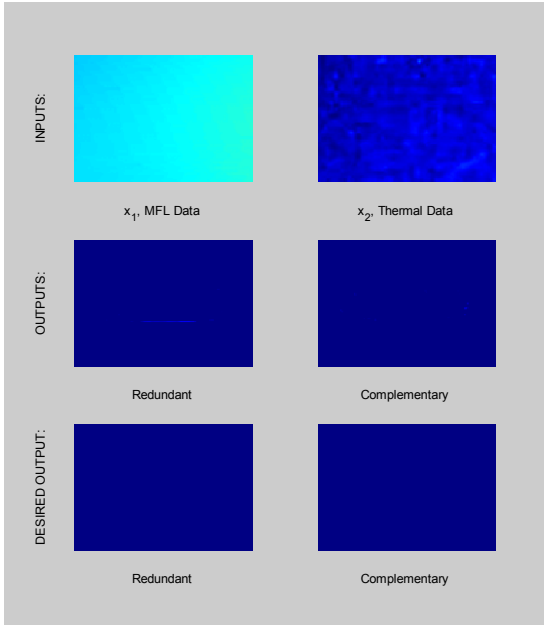 INPUTS:
x1, MFL Data
x2, Thermal Data
OUTPUTS:
Redundant
Complementary
DESIRED OUTPUT:
Redundant
Complementary